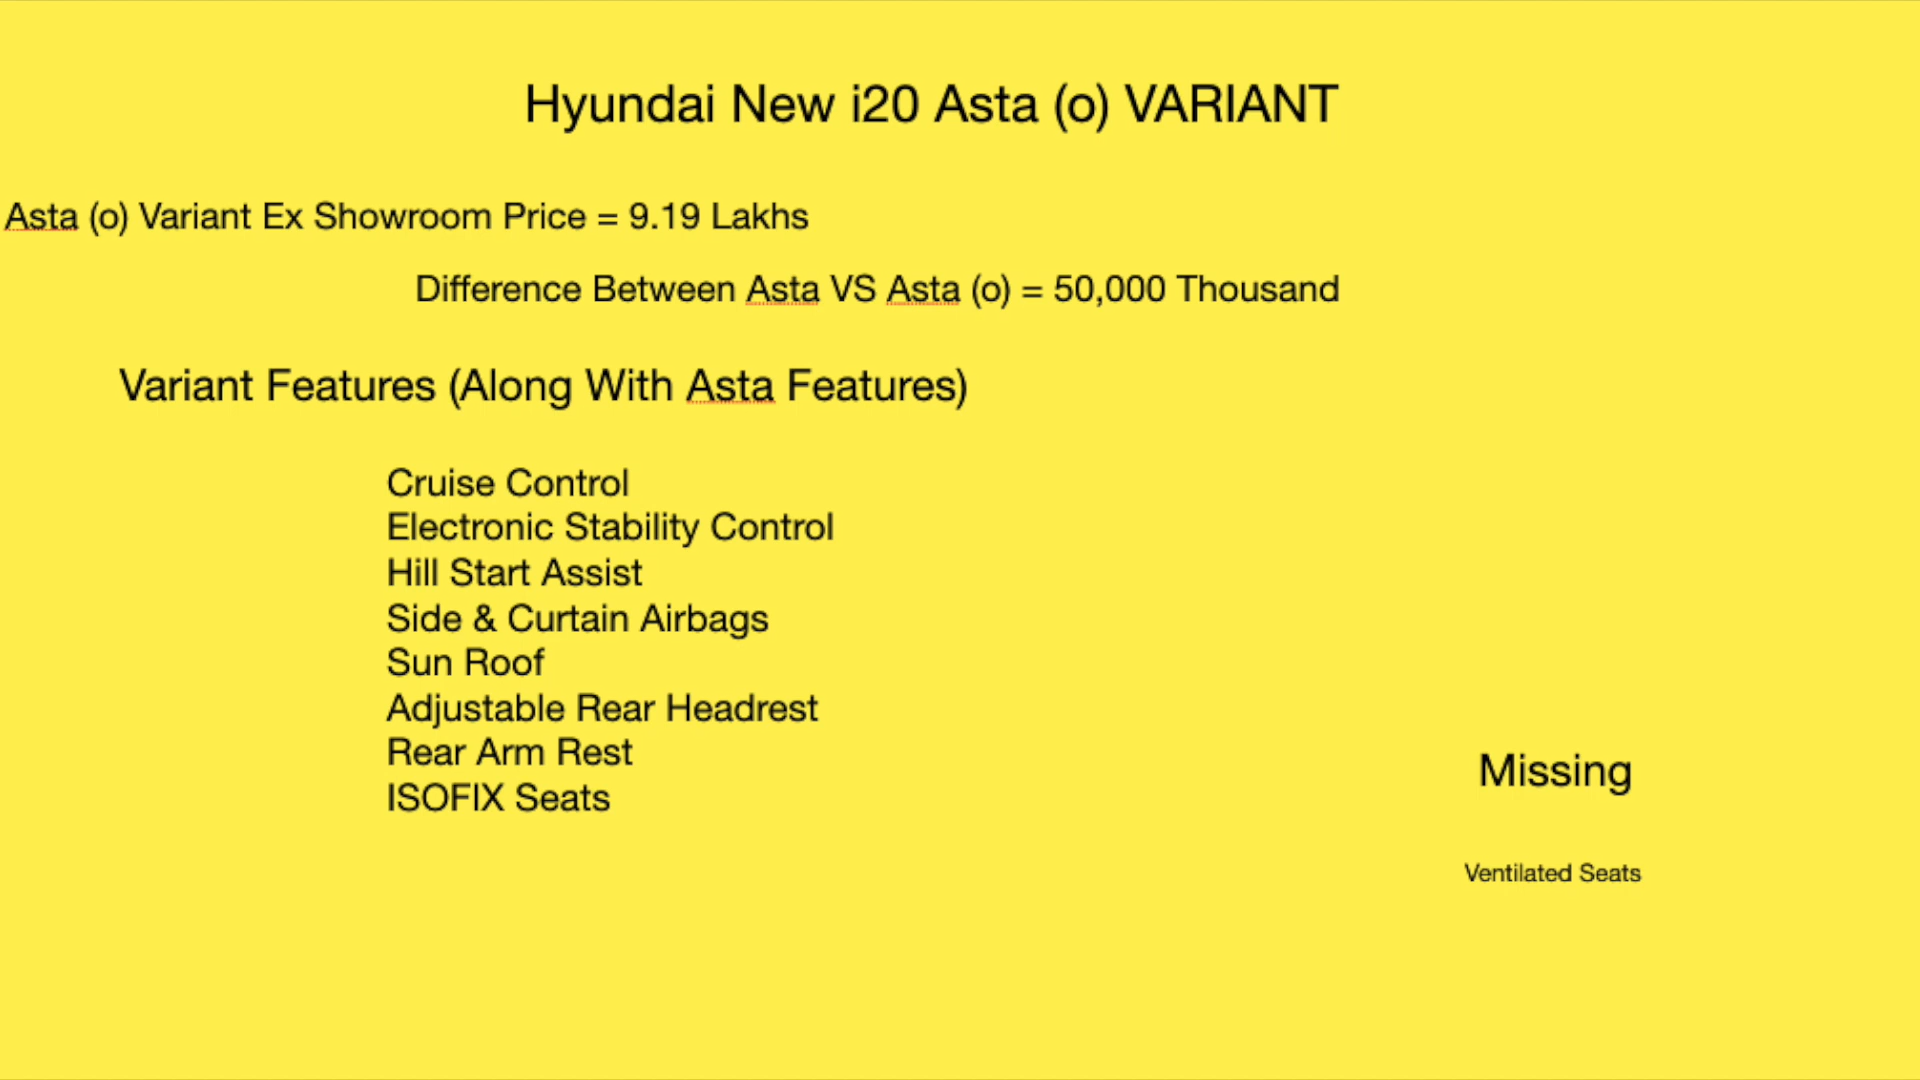 Hyundai New i20 Asta (o) VARIANT
Asta (o) Variant Ex Showroom Price = 9.19 Lakhs
Difference Between Asta VS Asta (o) = 50,000 Thousand
Variant Features (Along With Asta Features)
Cruise Control
Electronic Stability Control
Hill Start Assist
Side & Curtain Airbags
Sun Roof
Adjustable Rear Headrest
Rear Arm Rest
ISOFIX Seats
Missing
Ventilated Seats